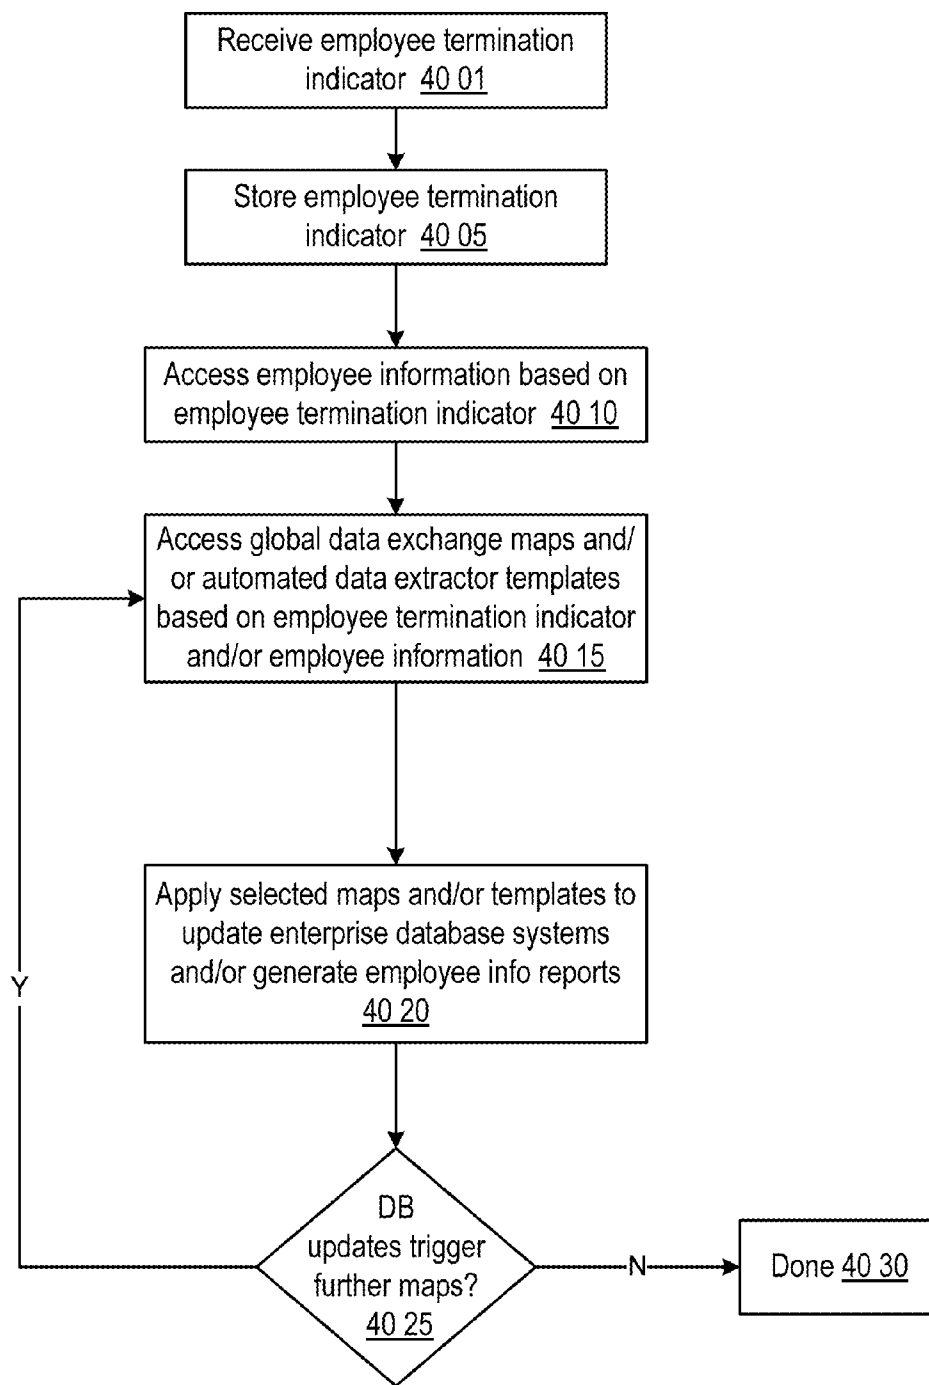 Receive employee termination
indicator 40 01
Store employee termination
indicator 40 05
Access employee information based on
employee termination indicator 40 10
Access global data exchange maps and/
or automated data extractor templates
based on employee termination indicator
and/or employee information 40 15
Apply selected maps and/or templates to
update enterprise database systems
and/or generate employee info reports
40 20
Y
DB
updates trigger
further maps?
40 25
N
Done 40 30